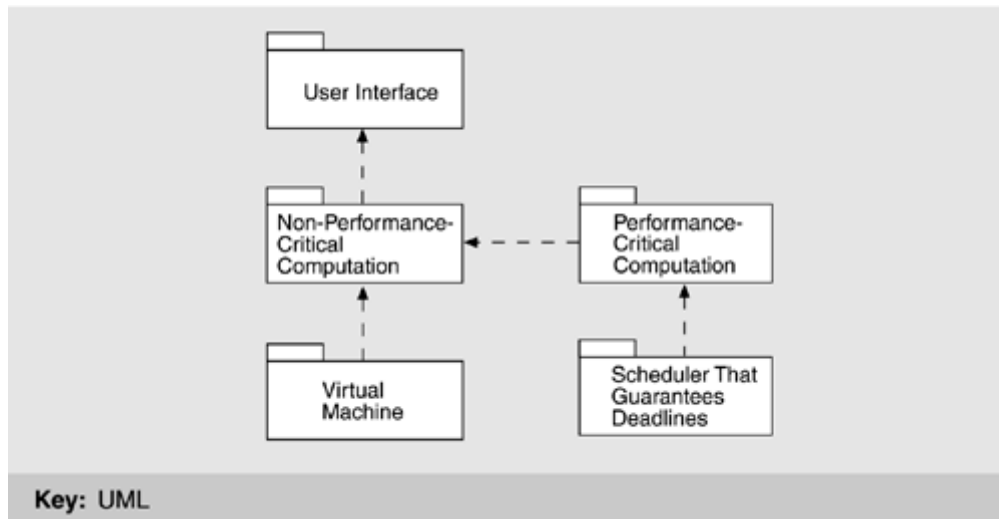 User Interface
Non-Performance-
Critical
Computation
Performance-
Critical
Computation
Virtual
Machine
Scheduler That
Guarantees
Deadlines
Key: UML